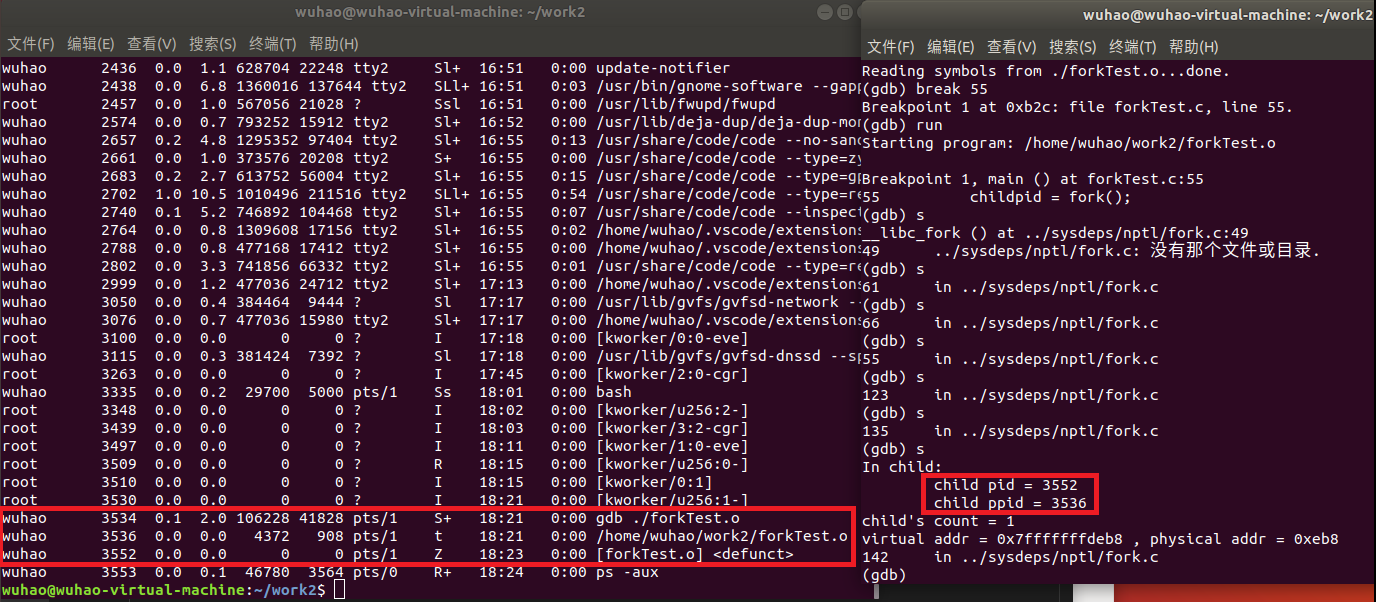 wuhao@wuhao-virtual-machine: ~/work2
文件(F) 编辑(E) 查看(V) 搜索(S) 终端(T) 帮助(H)
wuhao 2436 0.0 1.1 628704 22248 tty2 Sl+ 16:51 0:00 update-notifier
wuhao 2438 0.0 6.8 1360016 137644 tty2 SLl+ 16:51 0:03 /usr/bin/gnome-software --gapp
root 2457 0.0 1.0 567056 21028 ? Ssl 16:51 0:00 /usr/lib/fwupd/fwupd
wuhao 2574 0.0 0.7 793252 15912 tty2 Sl+ 16:52 0:00 /usr/lib/deja-dup/deja-dup-mon
wuhao 2657 0.2 4.8 1295352 97404 tty2 Sl+ 16:55 0:13 /usr/share/code/code --no-sand
wuhao 2661 0.0 1.0 373576 20208 tty2 S+ 16:55 0:00 /usr/share/code/code --type=zy
wuhao 2683 0.2 2.7 613752 56004 tty2 Sl+ 16:55 0:15 /usr/share/code/code --type=gp
wuhao 2702 1.0 10.5 1010496 211516 tty2 SLl+ 16:55 0:54 /usr/share/code/code --type=re
wuhao 2740 0.1 5.2 746892 104468 tty2 Sl+ 16:55 0:07 /usr/share/code/code --inspect
wuhao 2764 0.0 0.8 1309608 17156 tty2 Sl+ 16:55 0:02 /home/wuhao/.vscode/extensions
wuhao 2788 0.0 0.8 477168 17412 tty2 Sl+ 16:55 0:00 /home/wuhao/.vscode/extensions
wuhao 2802 0.0 3.3 741856 66332 tty2 Sl+ 16:55 0:01 /usr/share/code/code --type=re
wuhao 2999 0.0 1.2 477036 24712 tty2 Sl+ 17:13 0:00 /home/wuhao/.vscode/extensions
wuhao 3050 0.0 0.4 384464 9444 ? Sl 17:17 0:00 /usr/lib/gvfs/gvfsd-network --
wuhao 3076 0.0 0.7 477036 15980 tty2 Sl+ 17:17 0:00 /home/wuhao/.vscode/extensions
root 3100 0.0 0.0 0 0 ? I 17:18 0:00 [kworker/0:0-eve]
wuhao 3115 0.0 0.3 381424 7392 ? Sl 17:18 0:00 /usr/lib/gvfs/gvfsd-dnssd --sp
root 3263 0.0 0.0 0 0 ? I 17:45 0:00 [kworker/2:0-cgr]
wuhao 3335 0.0 0.2 29700 5000 pts/1 Ss 18:01 0:00 bash
root 3348 0.0 0.0 0 0 ? I 18:02 0:00 [kworker/u256:2-]
root 3439 0.0 0.0 0 0 ? I 18:03 0:00 [kworker/3:2-cgr]
root 3497 0.0 0.0 0 0 ? I 18:11 0:00 [kworker/1:0-eve]
root 3509 0.0 0.0 0 0 ? R 18:15 0:00 [kworker/u256:0-]
root 3510 0.0 0.0 0 0 ? I 18:15 0:00 [kworker/0:1]
root 3530 0.0 0.0 0 0 ? I 18:21 0:00 [kworker/u256:1-]
wuhao 3534 0.1 2.0 106228 41828 pts/1 S+ 18:21 0:00 gdb ./forkTest.o
wuhao 3536 0.0 0.0 4372 908 pts/1 t 18:21 0:00 /home/wuhao/work2/forkTest.o
wuhao 3552 0.0 0.0 0 0 pts/1 Z 18:23 0:00 [forkTest.o] <defunct>
wuhao 3553 0.0 0.1 46780 3564 pts/0 R+ 18:24 0:00 ps -aux
wuhao@wuhao-virtual-machine:~/work2$
wuhao@wuhao-virtual-machine: ~/work2
文件(F) 编辑(E) 查看(V) 搜索(S) 终端(T) 帮助(H)
Reading symbols from ./forkTest.o...done.
(gdb) break 55
Breakpoint 1 at 0xb2c: file forkTest.c, line 55.
(gdb) run
Starting program: /home/wuhao/work2/forkTest.o
Breakpoint 1, main () at forkTest.c:55
55 childpid = fork();
(gdb) s
__libc_fork () at ../sysdeps/nptl/fork.c:49
49 ../sysdeps/nptl/fork.c: 没有那个文件或目录.
(gdb) s
61 in ../sysdeps/nptl/fork.c
(gdb) s
66 in ../sysdeps/nptl/fork.c
(gdb) s
55 in ../sysdeps/nptl/fork.c
(gdb) s
123 in ../sysdeps/nptl/fork.c
(gdb) s
135 in ../sysdeps/nptl/fork.c
(gdb) s
In child:
child pid = 3552
child ppid = 3536
child's count = 1
virtual addr = 0x7fffffffdeb8 , physical addr = 0xeb8
142 in ../sysdeps/nptl/fork.c
(gdb)